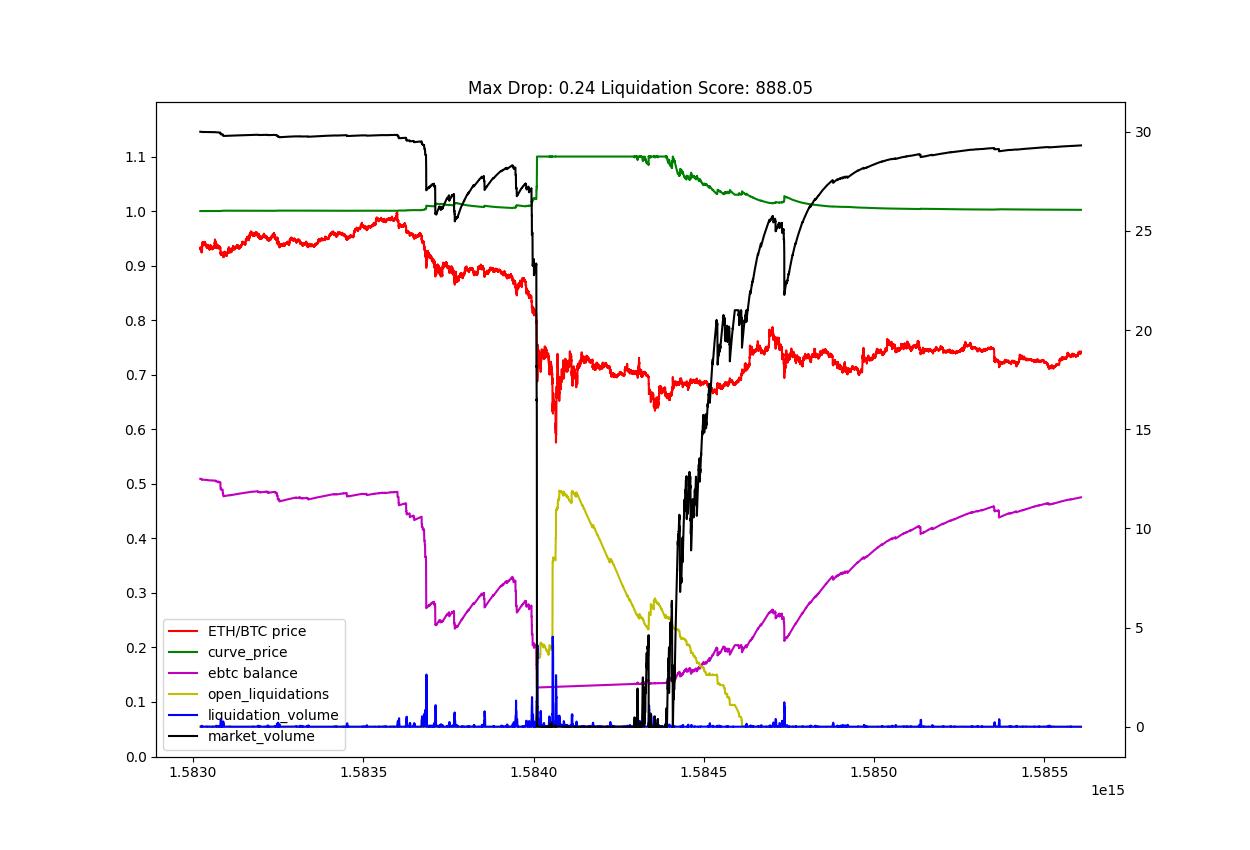 Max Drop: 0.24 Liquidation Score: 888.05
1.1
1.0
0.9
0.8
0.7
0.6
0.5
0.4
0.3
0.2
0.1
0.0
30
25
20
15
10
5
0
ETH/BTC price
curve_price
ebtc balance
open_liquidations
liquidation_volume
market_volume
1.5830 1.5835 1.5840 1.5845 1.5850 1.5855
1e15